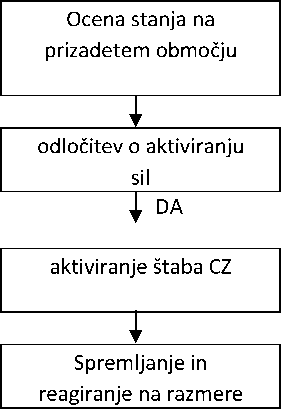 Ocena stanja na
prizadetem območju
odločitev o aktiviranju
sil
DA
aktiviranje štaba CZ
Spremljanje in
reagiranje na razmere